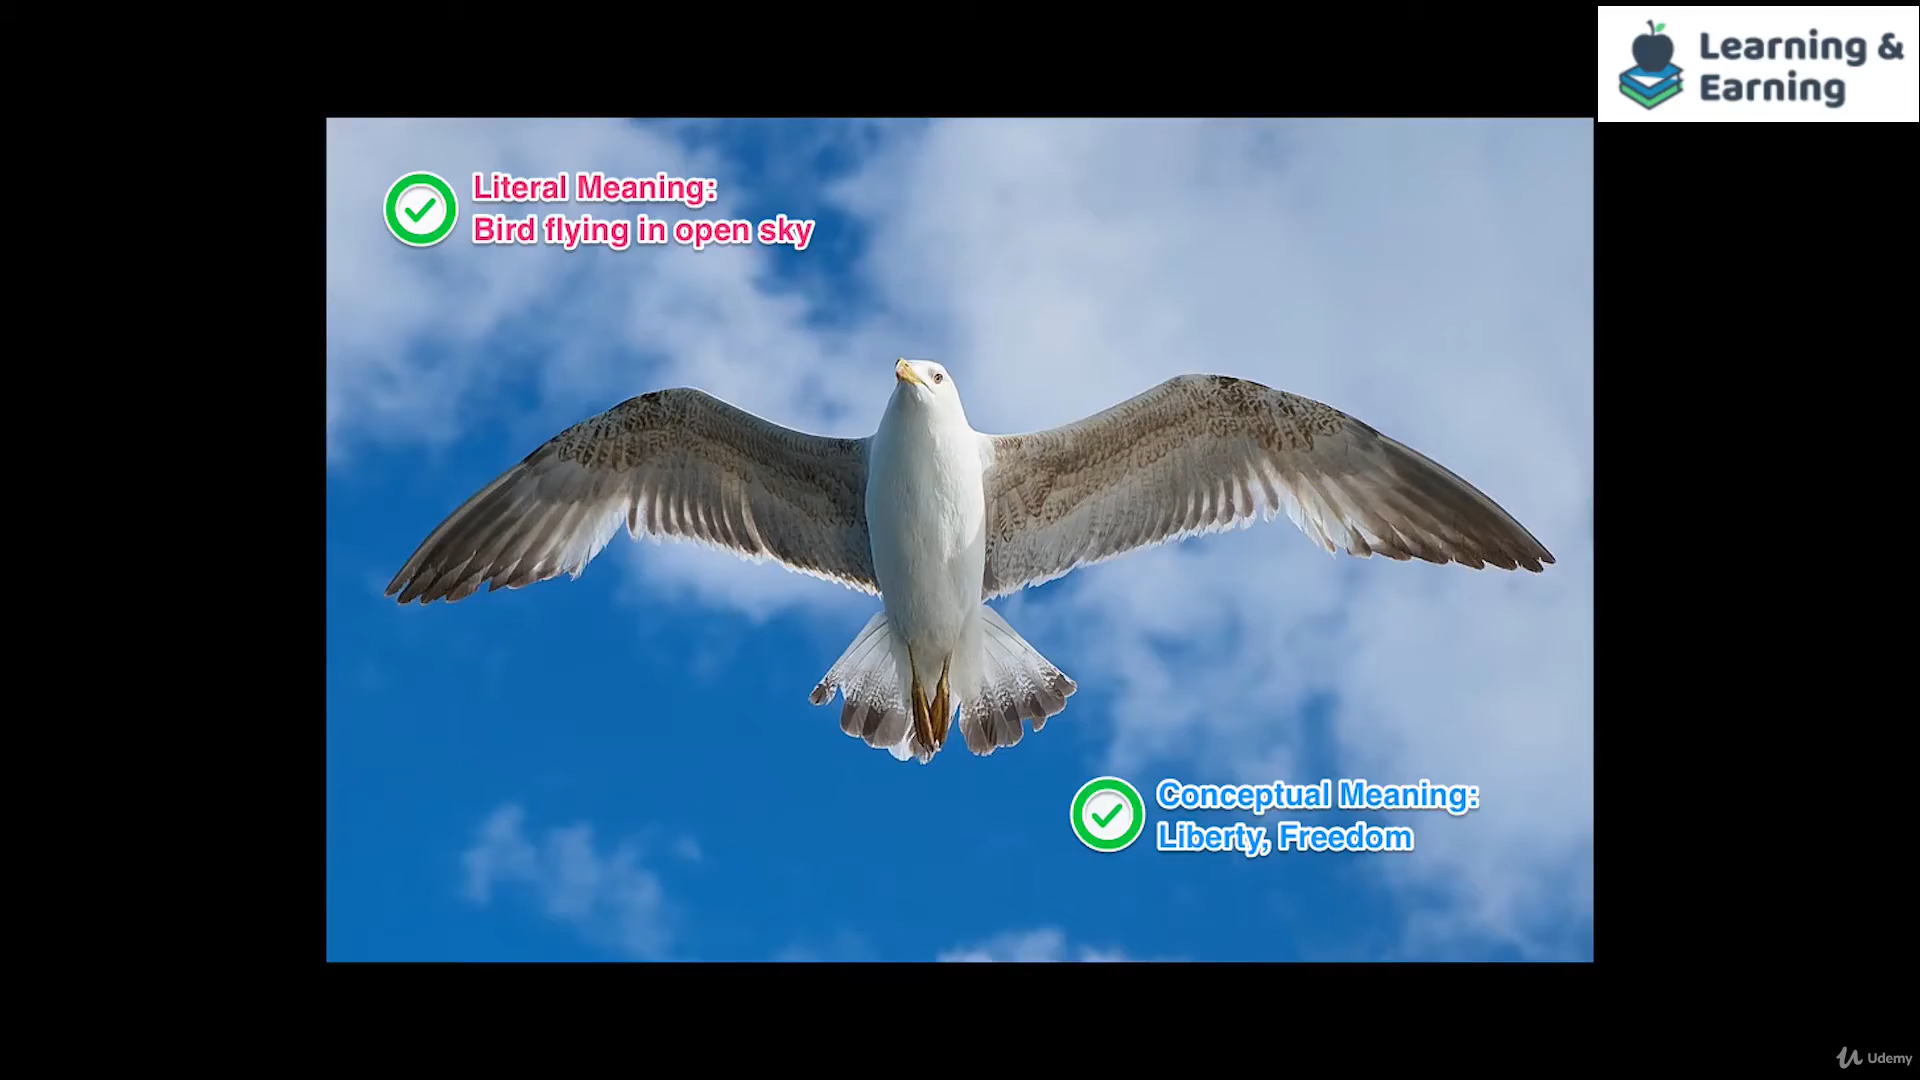 Learning &
Earning
Literal Meaning:
Bird flying in open sky
Conceptual Meaning:
Liberty, Freedom
Udemy